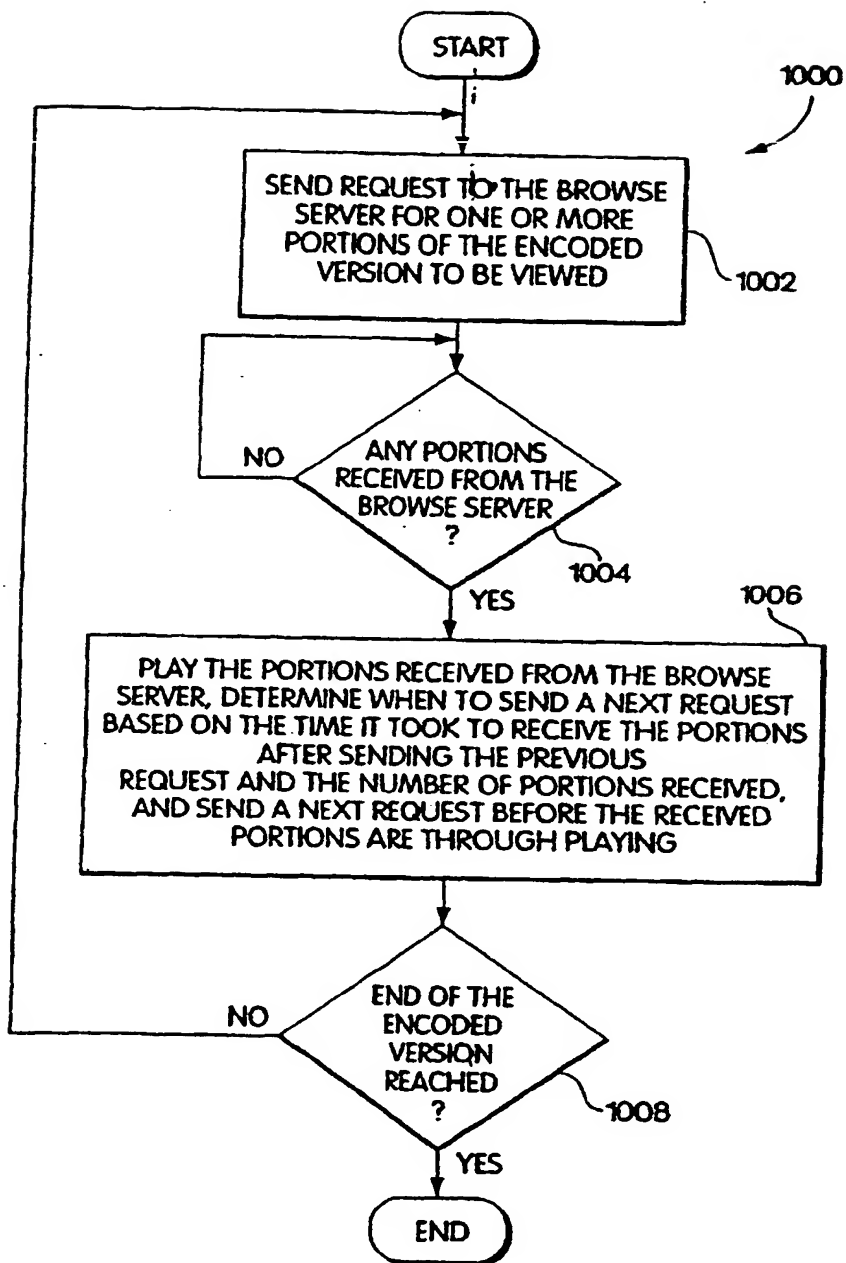 START
1000
SEND REQUEST TO THE BROWSE
SERVER FOR ONE OR MORE
PORTIONS OF THE ENCODED
VERSION TO BE VIEWED
1002
NO
ANY PORTIONS
RECEIVED FROM THE
BROWSE SERVER
?
1004
YES
1006
PLAY THE PORTIONS RECEIVED FROM THE BROWSE
SERVER, DETERMINE WHEN TO SEND A NEXT REQUEST
BASED ON THE TIME IT TOOK TO RECEIVE THE PORTIONS
AFTER SENDING THE PREVIOUS
REQUEST AND THE NUMBER OF PORTIONS RECEIVED,
AND SEND A NEXT REQUEST BEFORE THE RECEIVED
PORTIONS ARE THROUGH PLAYING
NO
END OF THE
ENCODED
VERSION
REACHED
?
1008
YES
END